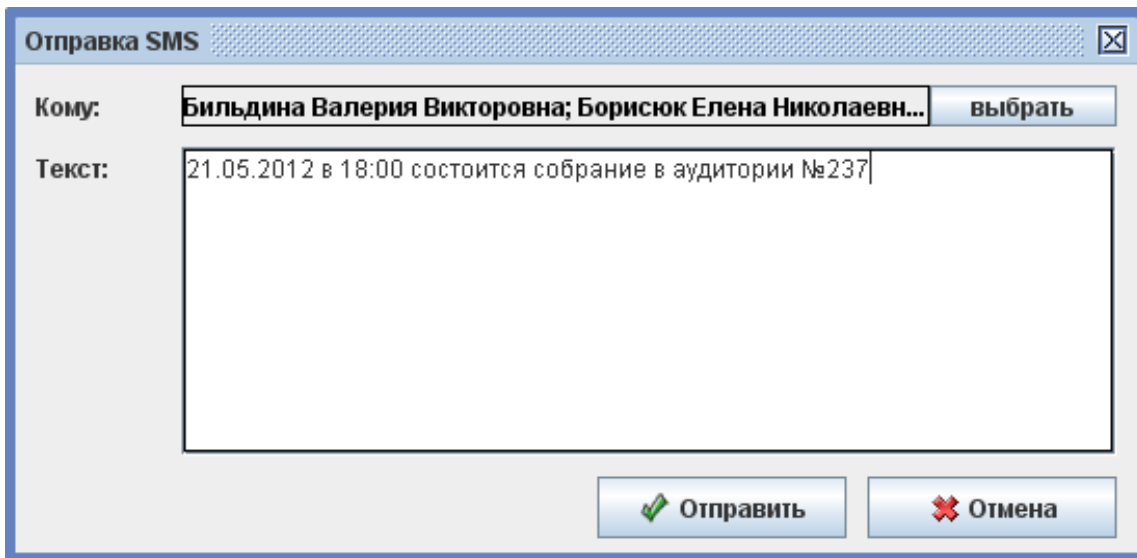 Отправка SMS
Кому: Бильдина Валерия Викторовна; Борисюк Елена Николаевн... выбрать
Текст: 21.05.2012 в 18:00 состоится собрание в аудитории №237
Отправить Отмена